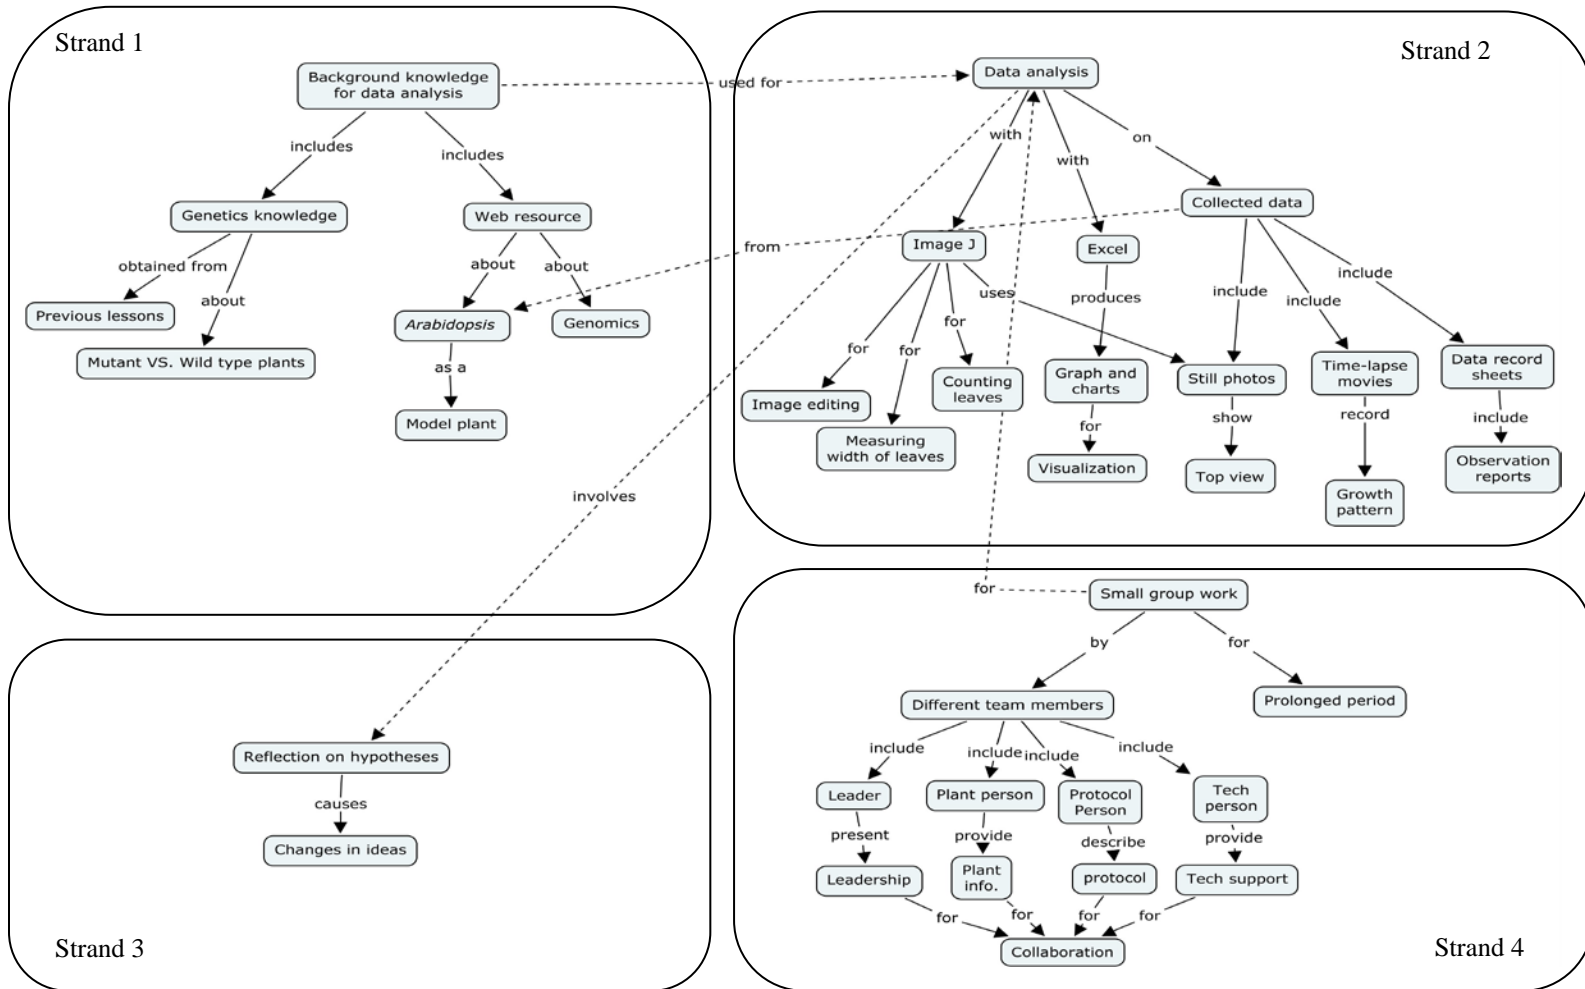 Strand 1
Background knowledge
for data analysis
includes
includes
Genetics knowledge
Web resource
obtained from
about
about
about
Previous lessons
Mutant VS. Wild type plants
Arabidopsis
Genomics
as a
Model plant
used for
from
involves
Strand 2
Data analysis
with
with
on
Collected data
Image J
Excel
uses
produces
include
include
include
for
for
for
Image editing
Measuring
width of leaves
Counting
leaves
Graph and
charts
for
Visualization
Still photos
show
Top view
Time-lapse
movies
record
Growth
pattern
Data record
sheets
include
Observation
reports
Reflection on hypotheses
causes
Changes in ideas
Strand 3
for
Small group work
by
for
Different team members
Prolonged period
include
include
include
include
Leader
Plant person
Protocol
Person
Tech
person
present
provide
describe
provide
Leadership
Plant
info.
protocol
Tech support
for
for
for
for
Collaboration
Strand 4